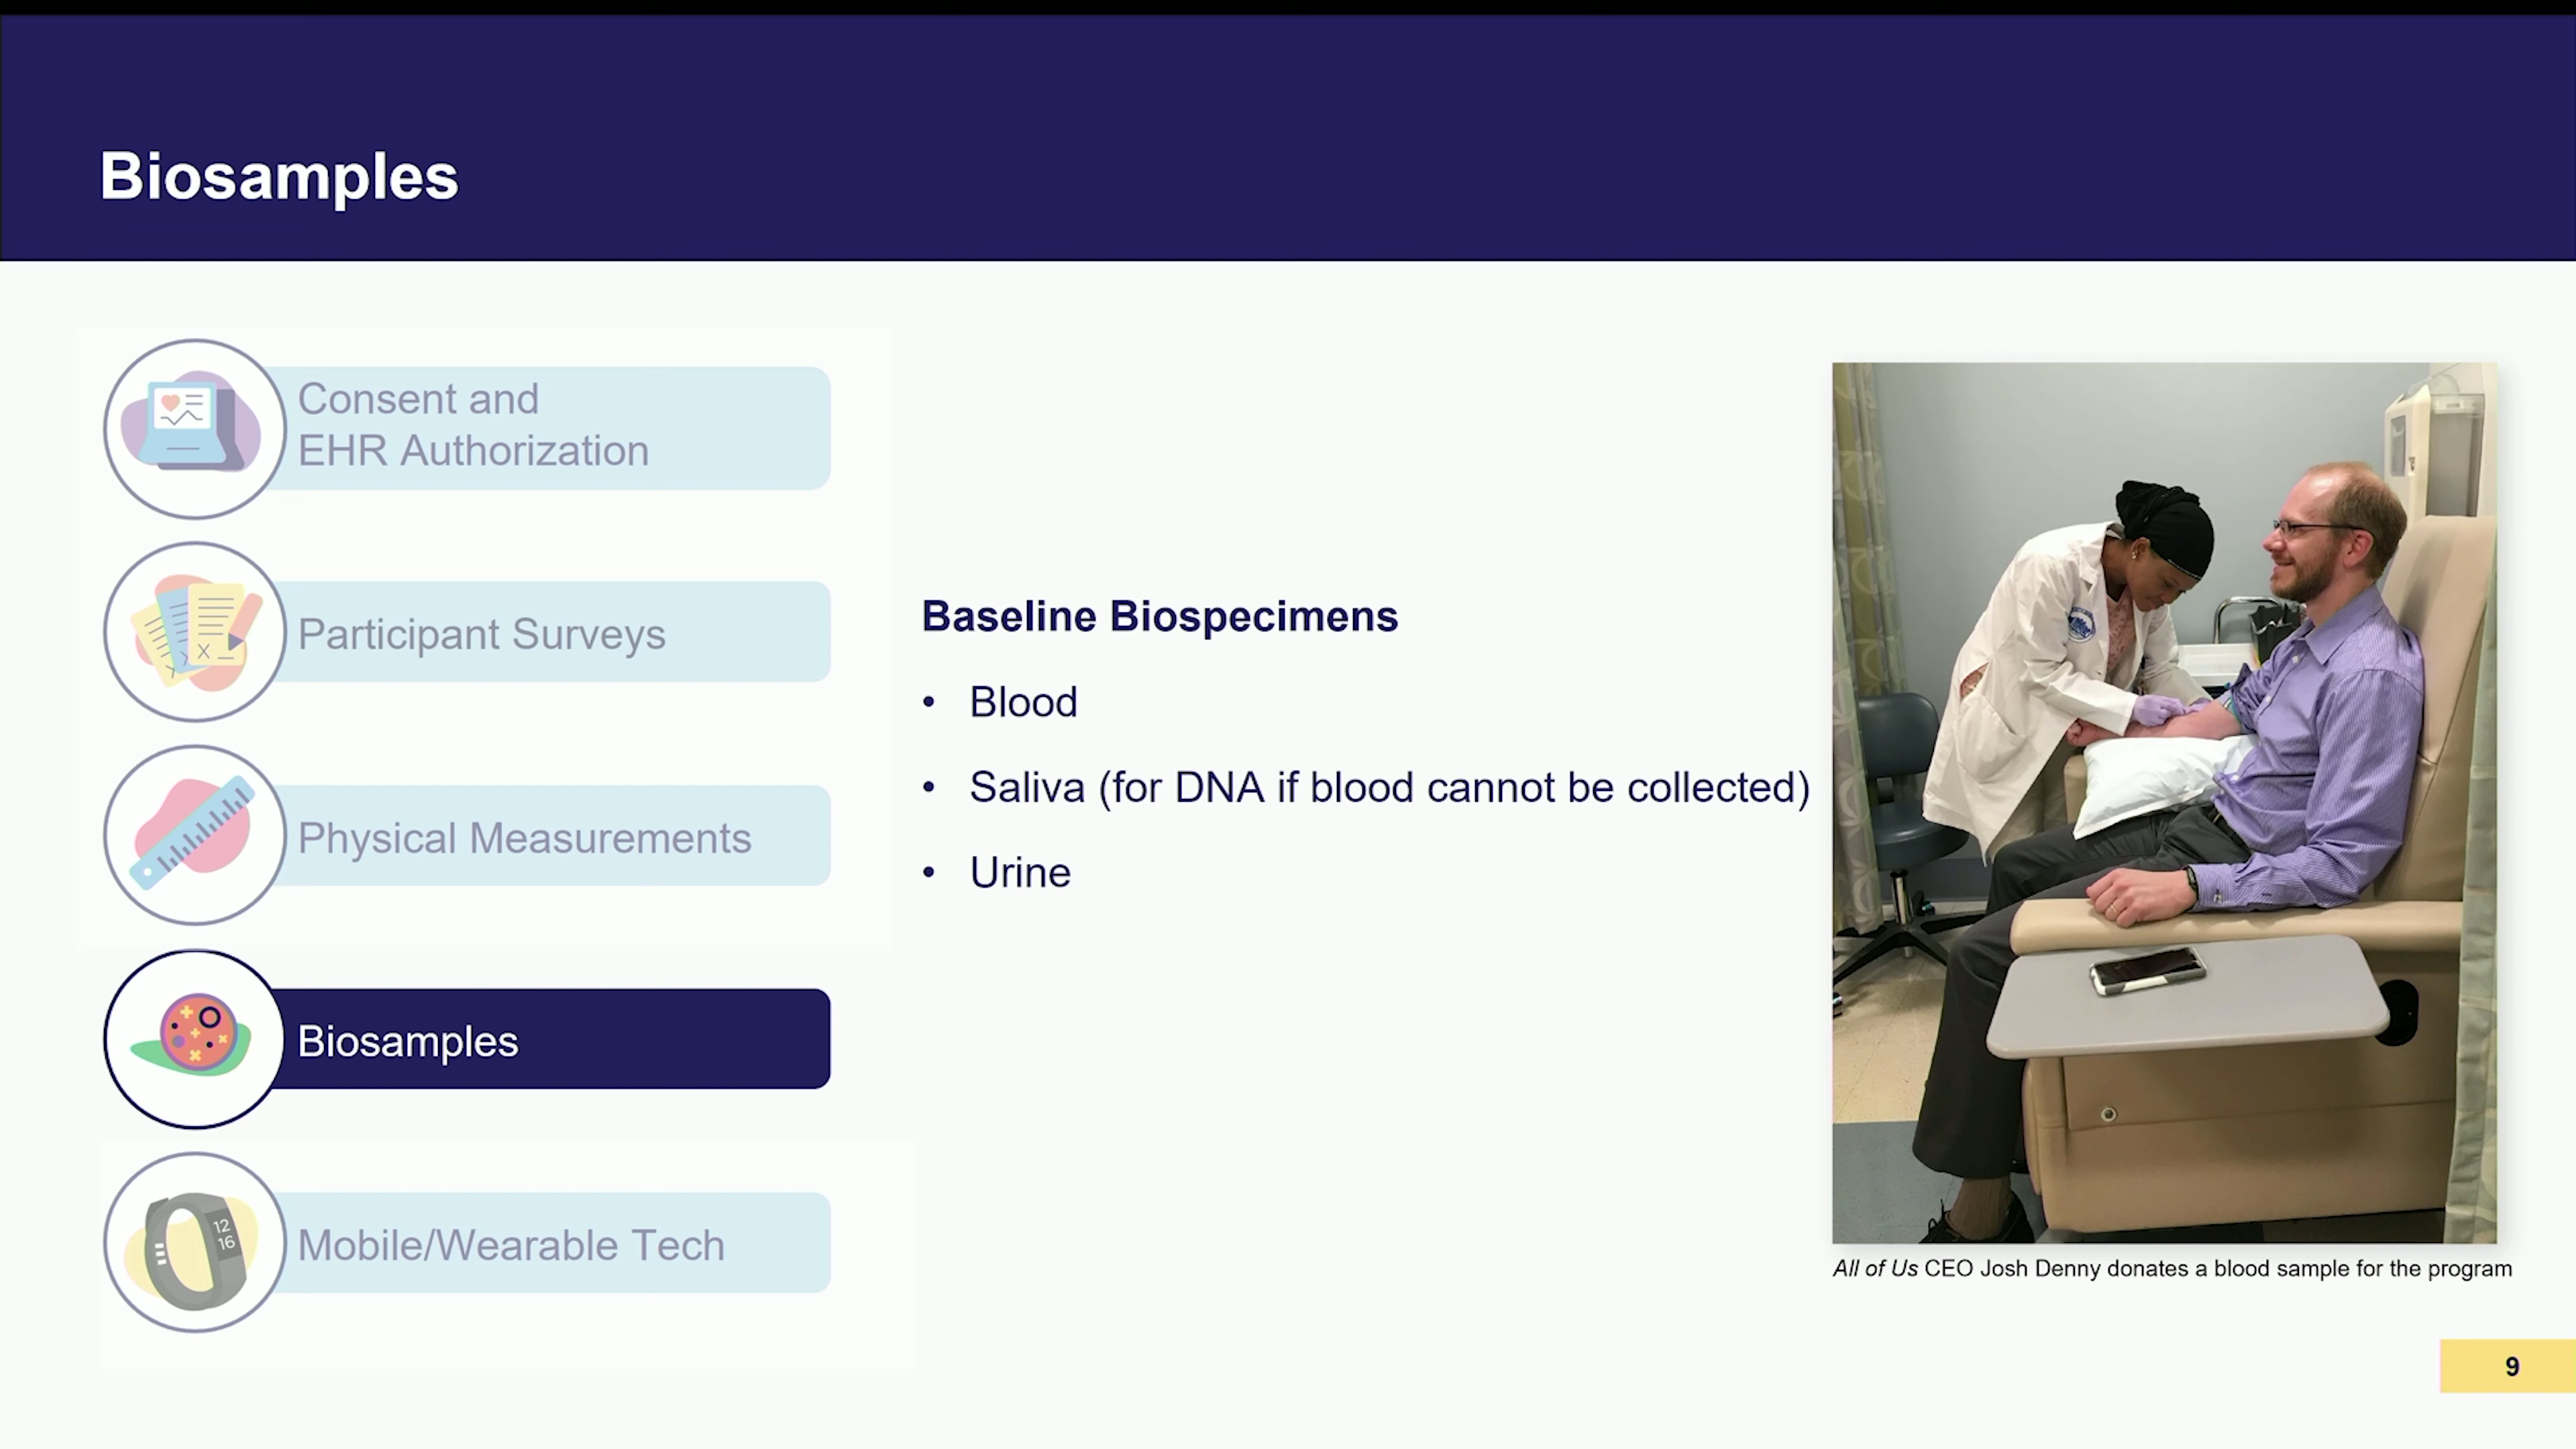 Biosamples
Consent and
EHR Authorization
Participant Surveys
Physical Measurements
Biosamples
12
16
Mobile/Wearable Tech
Baseline Biospecimens
• Blood
• Saliva (for DNA if blood cannot be collected)
• Urine
All of Us CEO Josh Denny donates a blood sample for the program
9